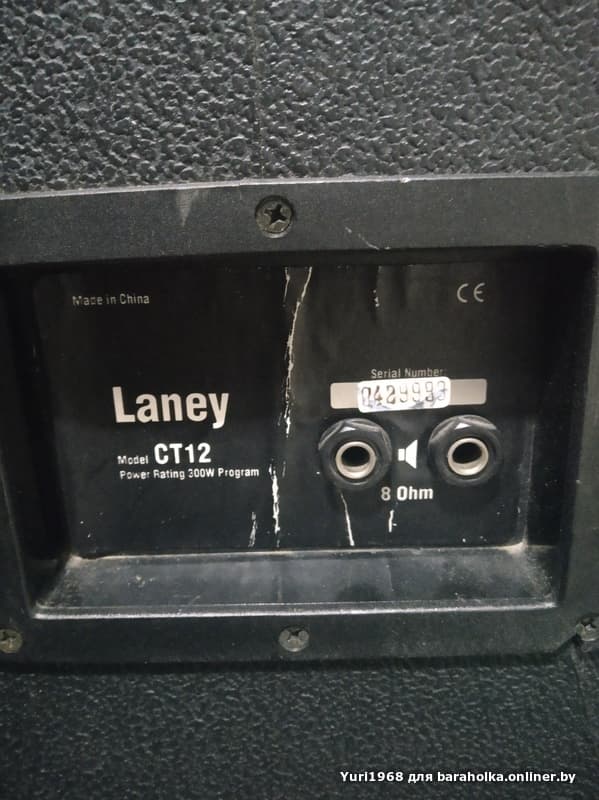 Made in China
CE
Laney
Model CT12
Power Rating 300W Program
Serial Number
0429993
8 Ohm
Yuri1968 для baraholka.onliner.by